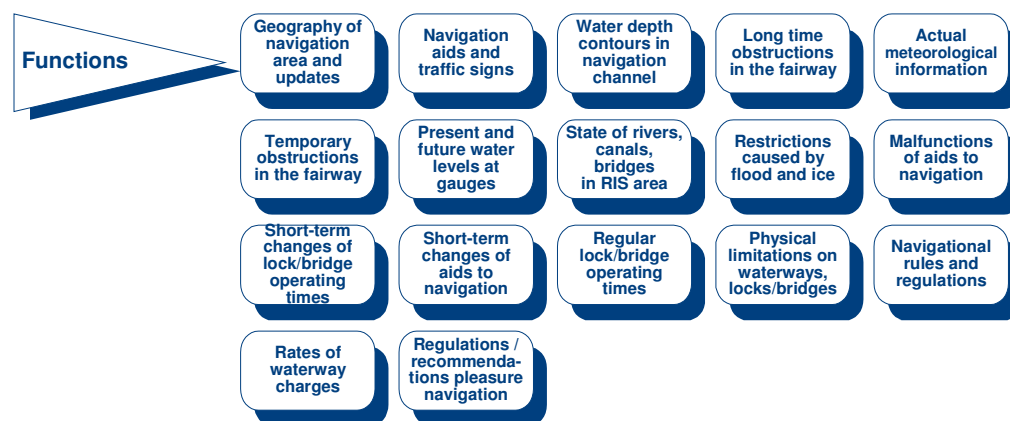 Functions
Geography of
navigation
area and
updates
Navigation
aids and
traffic signs
Water depth
contours in
navigation
channel
Long time
obstructions
in the fairway
Actual
meteorological
information
Temporary
obstructions
in the fairway
Present and
future water
levels at
gauges
State of rivers,
canals,
bridges
in RIS area
Restrictions
caused by
flood and ice
Malfunctions
of aids to
navigation
Short-term
changes of
lock/bridge
operating
times
Short-term
changes of
aids to
navigation
Regular
lock/bridge
operating
times
Physical
limitations on
waterways,
locks/bridges
Navigational
rules and
regulations
Rates of
waterway
charges
Regulations /
recommenda-
tions pleasure
navigation